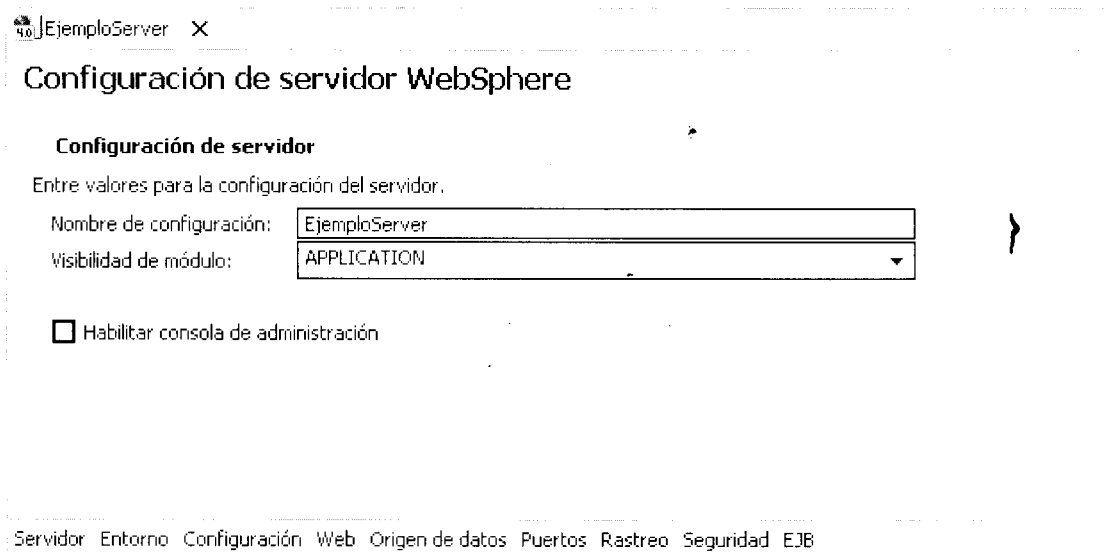 4.0 EjemploServer X
Configuración de servidor WebSphere
Configuración de servidor
Entre valores para la configuración del servidor.
Nombre de configuración: EjemploServer
Visibilidad de módulo: APPLICATION
Habilitar consola de administración
Servidor Entorno Configuración Web Origen de datos Puertos Rastreo Seguridad EJB